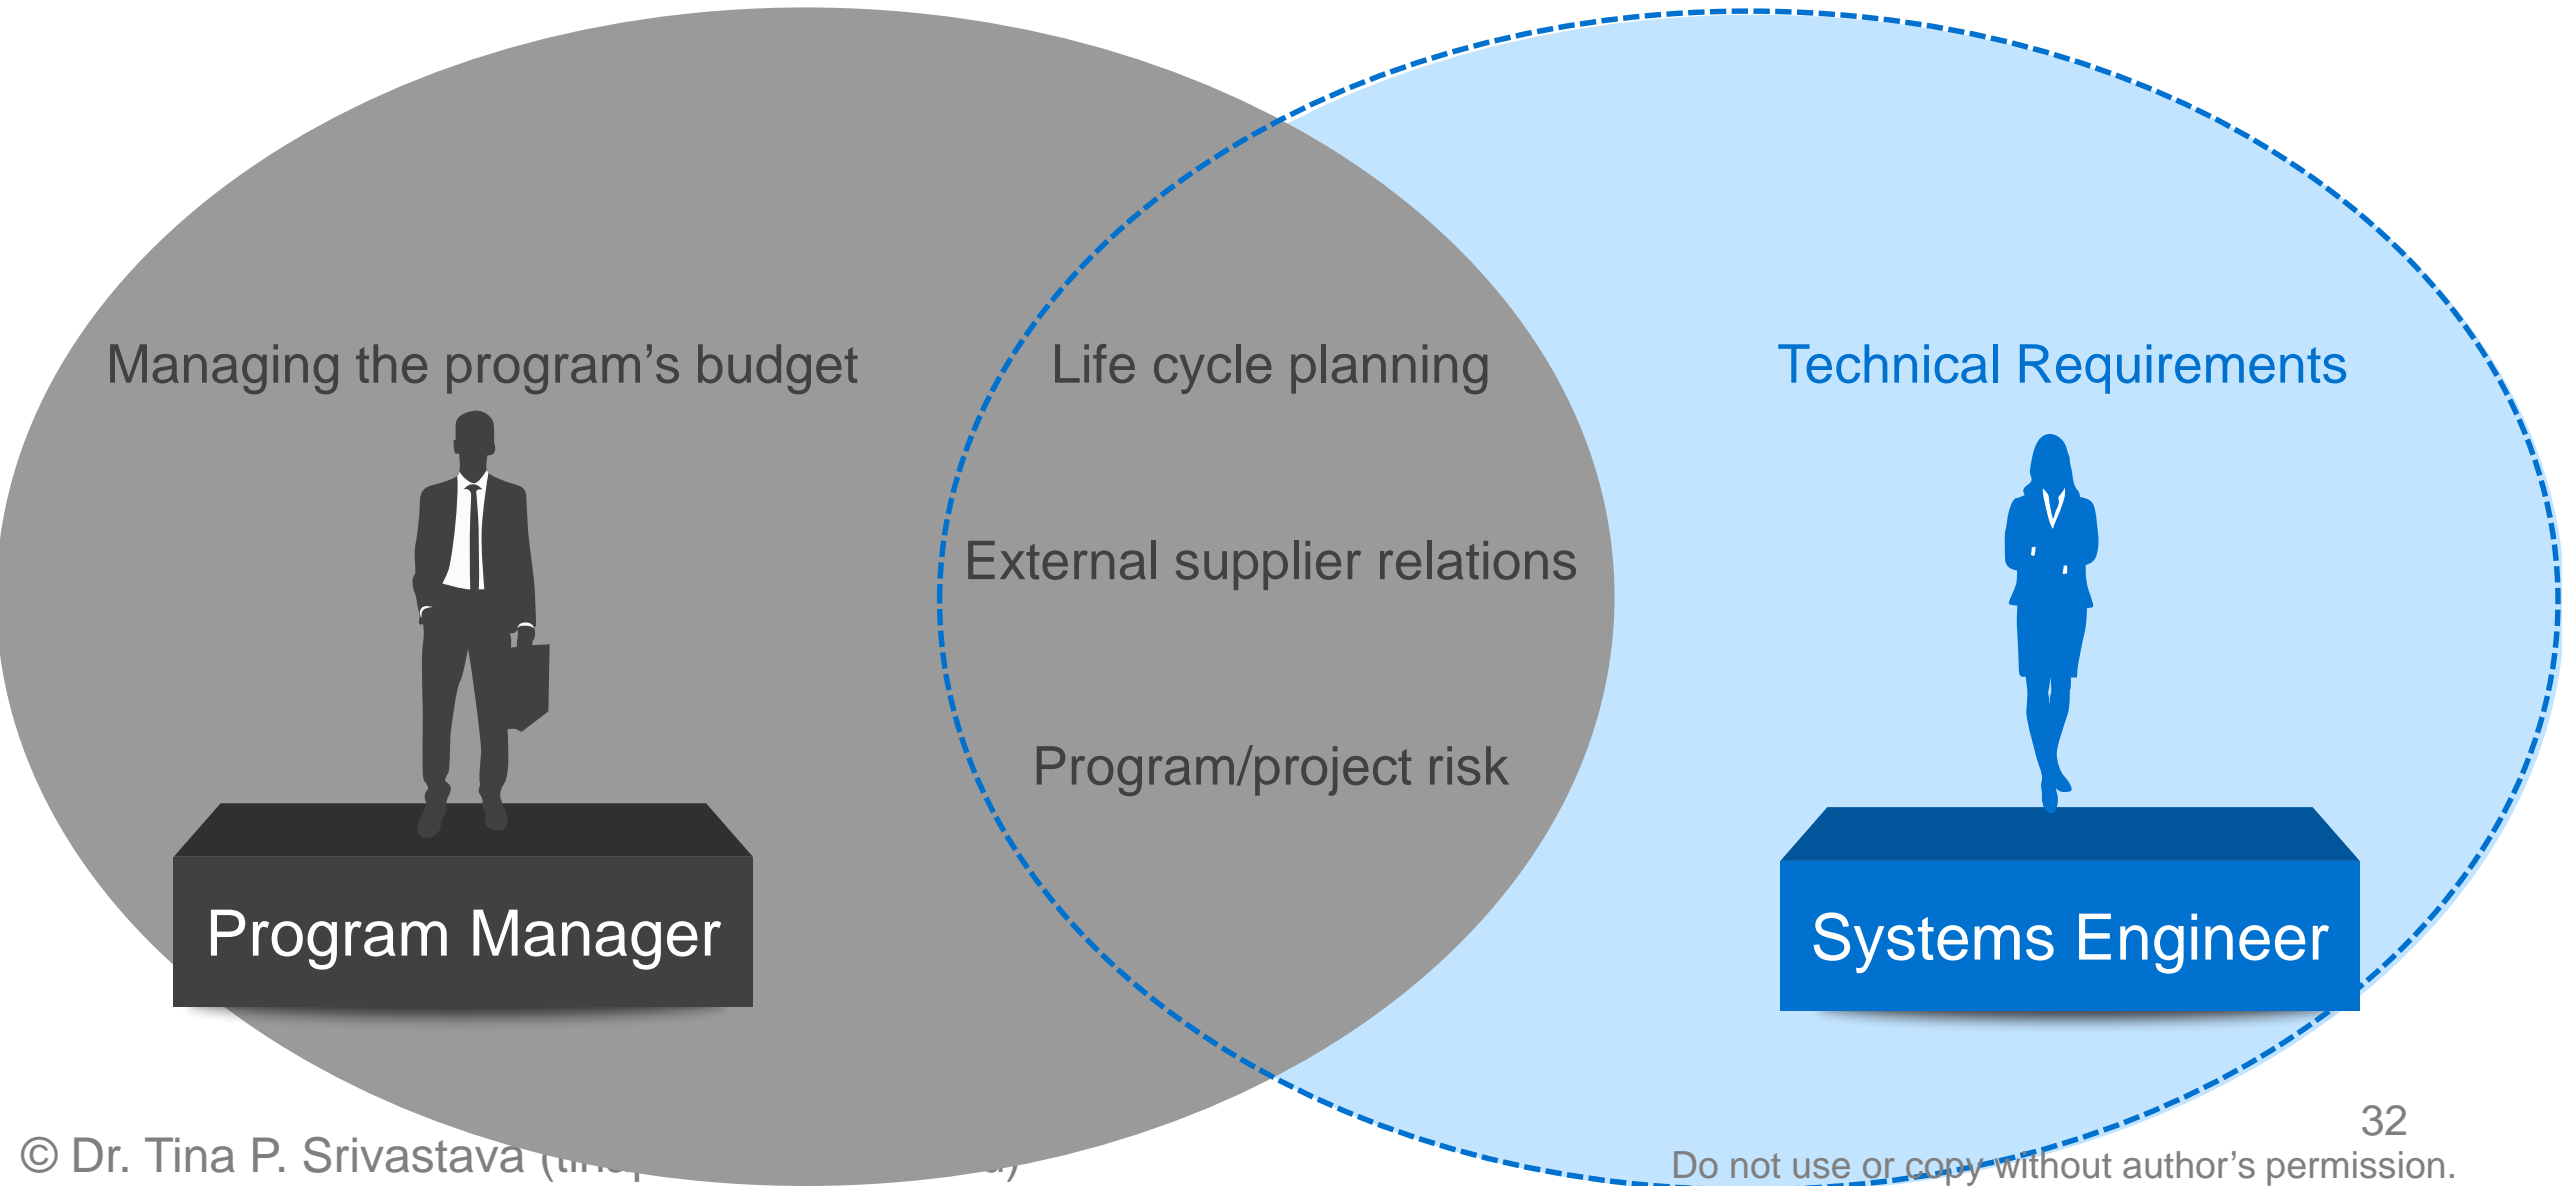 Managing the program’s budget
Life cycle planning
Technical Requirements
External supplier relations
Program/project risk
Program Manager
Systems Engineer
32
© Dr. Tina P. Srivastava
Do not use or copy without author’s permission.